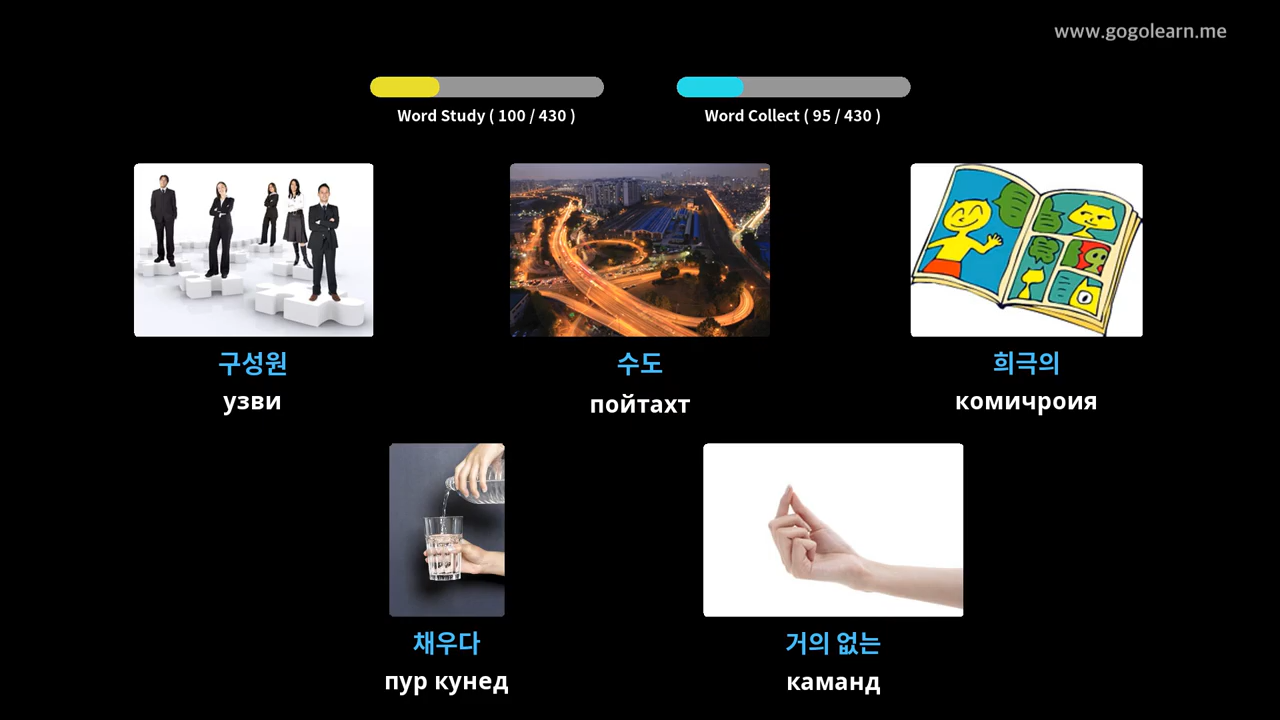 www.gogolearn.me
Word Study ( 100 / 430 )
Word Collect ( 95 / 430 )
구성원
узви
수도
пойтахт
희극의
комичроия
채우다
пур кунед
거의 없는
каманд